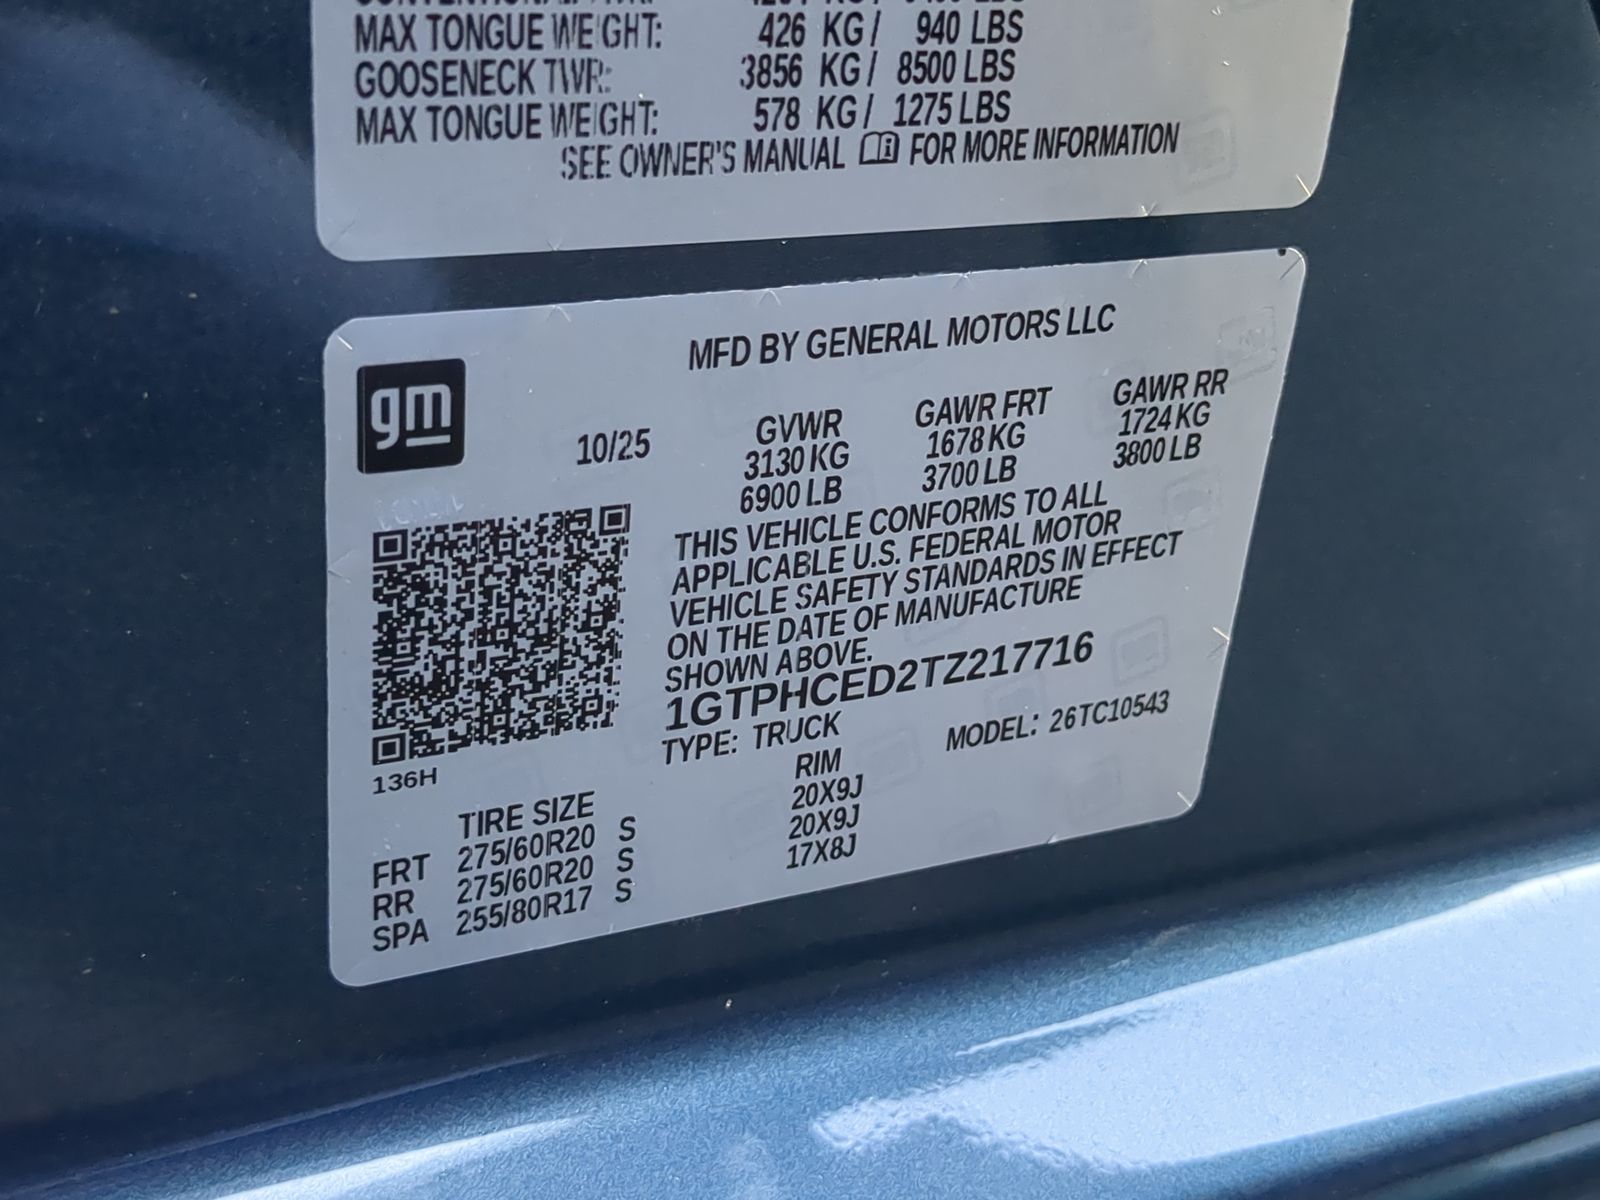 MAX TONGUE WEIGHT: 426 KG / 940 LBS
GOOSENECK TWR: 3856 KG / 8500 LBS
MAX TONGUE WEIGHT: 578 KG / 1275 LBS
SEE OWNER'S MANUAL FOR MORE INFORMATION
gm
MFD BY GENERAL MOTORS LLC
10/25 GVWR GAWR FRT GAWR RR
3130 KG 1678 KG 1724 KG
6900 LB 3700 LB 3800 LB
THIS VEHICLE CONFORMS TO ALL
APPLICABLE U.S. FEDERAL MOTOR
VEHICLE SAFETY STANDARDS IN EFFECT
ON THE DATE OF MANUFACTURE
SHOWN ABOVE.
1GTPHCED2TZ217716
TYPE: TRUCK MODEL: 26TC10543
136H
TIRE SIZE RIM
FRT 275/60R20 S 20X9J
RR 275/60R20 S 20X9J
SPA 255/80R17 S 17X8J